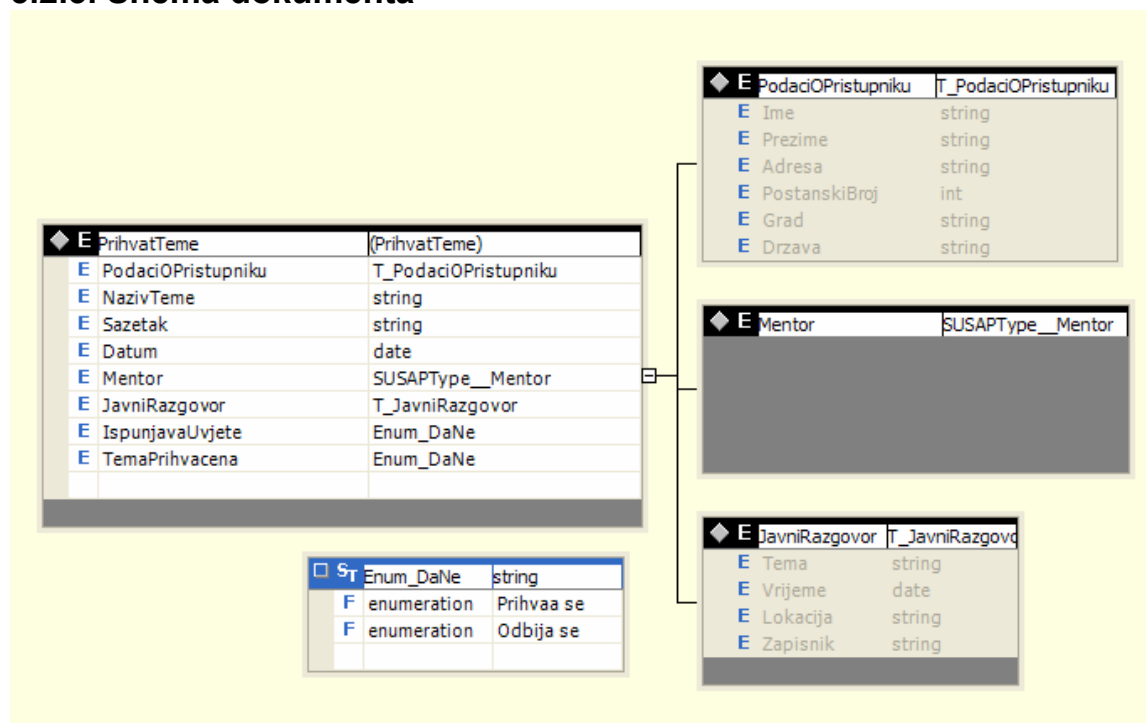 PrihvatTeme (PrihvatTeme)
E PodaciOPristupniku T_PodaciOPristupniku
E NazivTeme string
E Sazetak string
E Datum date
E Mentor SUSAPType__Mentor
E JavniRazgovor T_JavniRazgovor
E IspunjavaUvjete Enum_DaNe
E TemaPrihvacena Enum_DaNe
ST Enum_DaNe string
F enumeration Prihvaa se
F enumeration Odbija se
E PodaciOPristupniku T_PodaciOPristupniku
E Ime string
E Prezime string
E Adresa string
E PostanskiBroj int
E Grad string
E Drzava string
E Mentor SUSAPType__Mentor
E JavniRazgovor
E Tema string
E Vrijeme date
E Lokacija string
E Zapisnik string